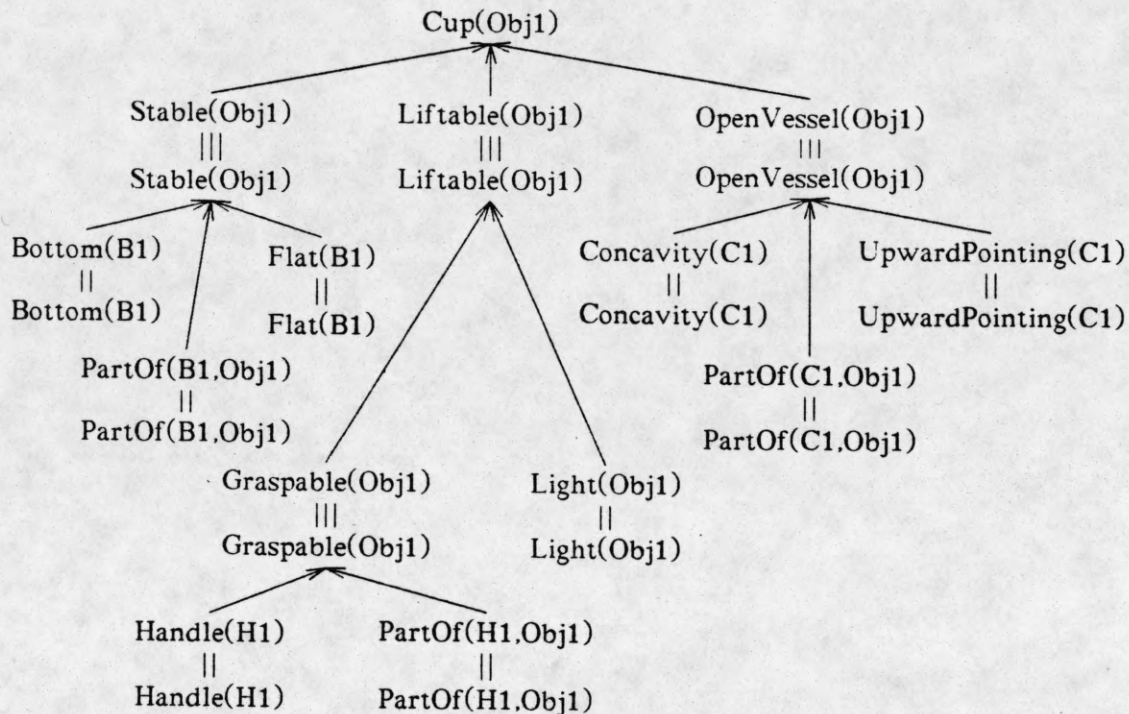 Cup(Obj1)
Stable(Obj1) Liftable(Obj1) OpenVessel(Obj1)
Stable(Obj1) Liftable(Obj1) OpenVessel(Obj1)
Bottom(B1) Flat(B1) Concavity(C1) UpwardPointing(C1)
Bottom(B1) Flat(B1) Concavity(C1) UpwardPointing(C1)
PartOf(B1,Obj1) PartOf(C1,Obj1)
PartOf(B1,Obj1) PartOf(C1,Obj1)
Graspable(Obj1) Light(Obj1)
Graspable(Obj1) Light(Obj1)
Handle(H1) PartOf(H1,Obj1)
Handle(H1) PartOf(H1,Obj1)